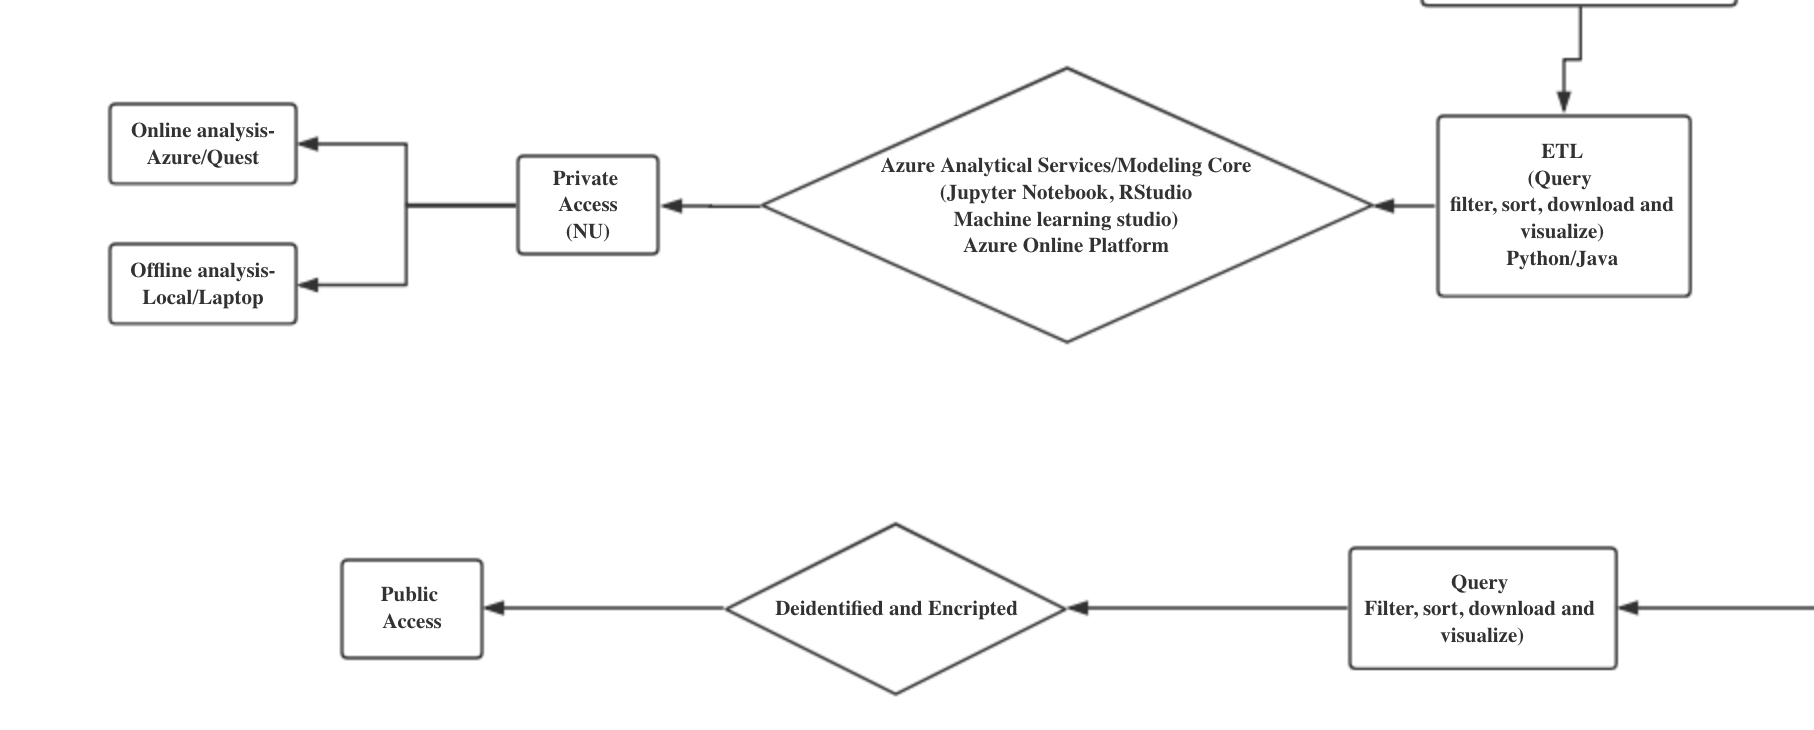 Online analysis-
Azure/Quest
Offline analysis-
Local/Laptop
Private
Access
(NU)
Azure Analytical Services/Modeling Core
(Jupyter Notebook, RStudio
Machine learning studio)
Azure Online Platform
ETL
(Query
filter, sort, download and
visualize)
Python/Java
Public
Access
Deidentified and Encripted
Query
Filter, sort, download and
visualize)